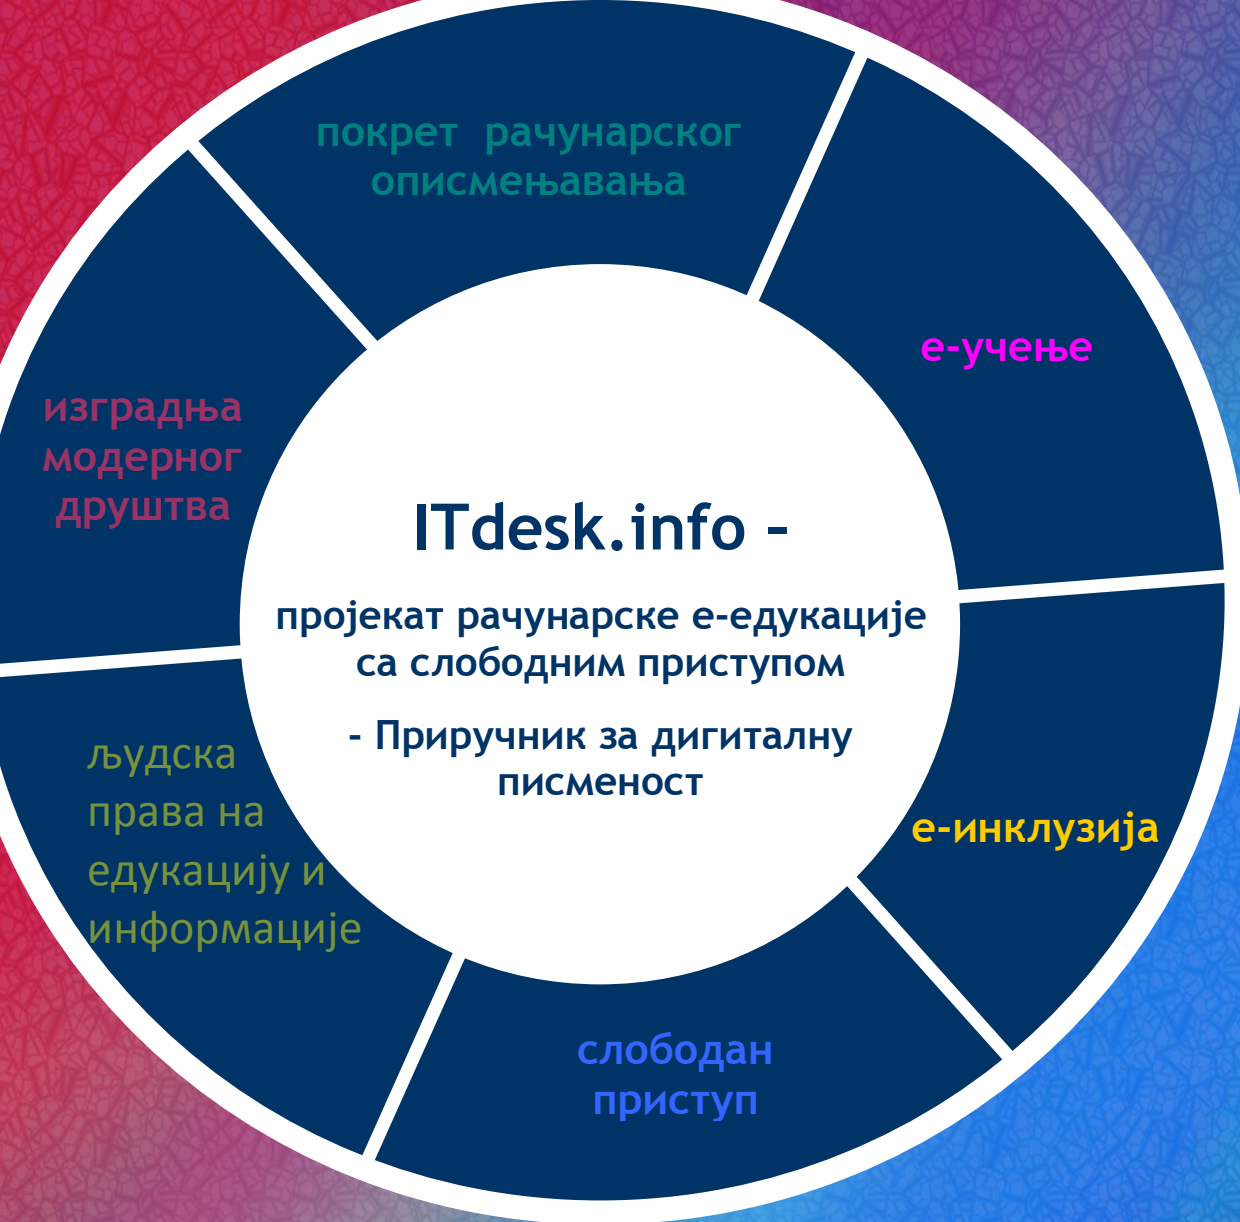 покрет рачунарског
описмењавања
е-учење
изградња
модерног
друштва
ITdesk.info –
пројекат рачунарске е-едукације
са слободним приступом
- Приручник за дигиталну
писменост
људска
права на
едукацију и
информације
е-инклузија
слободан
приступ